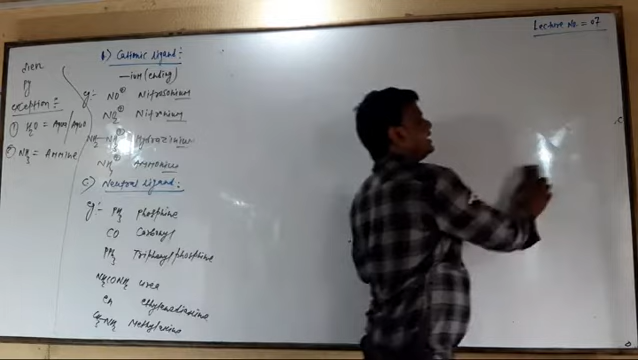 Lecture No. = 07
dien
py
exception :-
① H2O = Aqua/Aquo
② NH3 = Ammine
b) Cationic ligand :-
— ium (ending)
eg:- NO⊕ Nitrosonium
NO2⊕ Nitronium
NH2–NH3⊕ Hydrazinium
NH4⊕ Ammonium
c) Neutral ligand :-
eg:- PH3 Phosphine
CO Carbonyl
PPh3 Triphenylphosphine
NH2CONH2 urea
en ethylenediamine
CH3–NH2 Methylamine